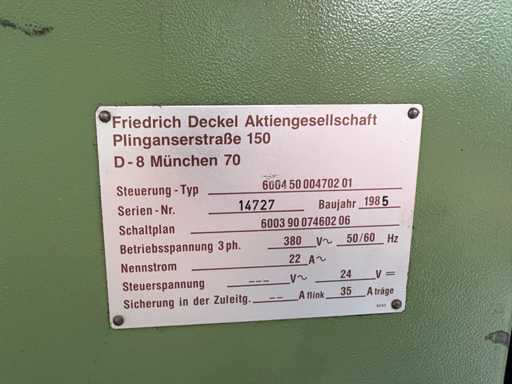 Friedrich Deckel Aktiengesellschaft
Plinganserstraße 150
D-8 München 70
Steuerung-Typ 6004 50 004702 01
Serien-Nr. 14727 Baujahr 1985
Schaltplan 6003 90 074602 06
Betriebsspannung 3 ph. 380 V~ 50/60 Hz
Nennstrom 22 A~
Steuerspannung --- V~ 24 V=
Sicherung in der Zuleitg. -- A flink 35 A träge